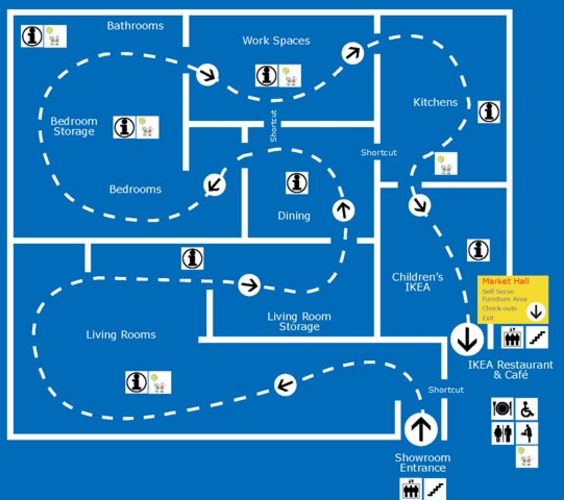 Bathrooms
Work Spaces
Kitchens
Bedroom
Storage
Shortcut
Shortcut
Bedrooms
Dining
Children's
IKEA
Market Hall
Self Serve
Furniture Area
Check-outs
Exit
Living Room
Storage
Living Rooms
IKEA Restaurant
& Café
Shortcut
Showroom
Entrance